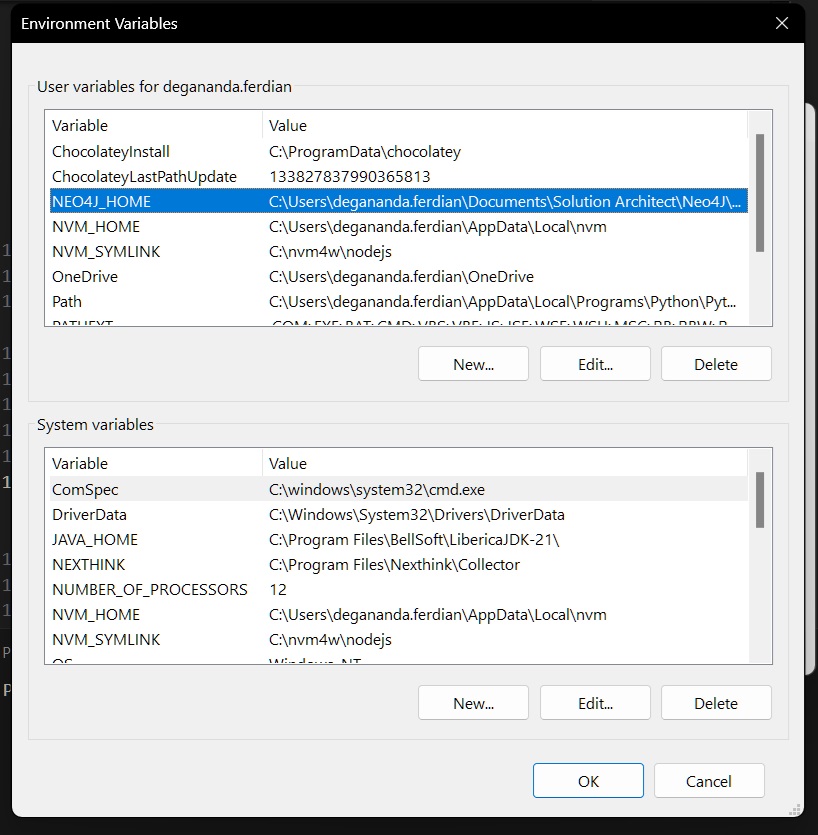 Environment Variables
User variables for degananda.ferdian
Variable Value
ChocolateyInstall C:\ProgramData\chocolatey
ChocolateyLastPathUpdate 133827837990365813
NEO4J_HOME C:\Users\degananda.ferdian\Documents\Solution Architect\Neo4J\...
NVM_HOME C:\Users\degananda.ferdian\AppData\Local\nvm
NVM_SYMLINK C:\nvm4w\nodejs
OneDrive C:\Users\degananda.ferdian\OneDrive
Path C:\Users\degananda.ferdian\AppData\Local\Programs\Python\Pyt...
New... Edit... Delete
System variables
Variable Value
ComSpec C:\windows\system32\cmd.exe
DriverData C:\Windows\System32\Drivers\DriverData
JAVA_HOME C:\Program Files\BellSoft\LibericaJDK-21\
NEXTHINK C:\Program Files\Nexthink\Collector
NUMBER_OF_PROCESSORS 12
NVM_HOME C:\Users\degananda.ferdian\AppData\Local\nvm
NVM_SYMLINK C:\nvm4w\nodejs
OS Windows_NT
New... Edit... Delete
OK Cancel